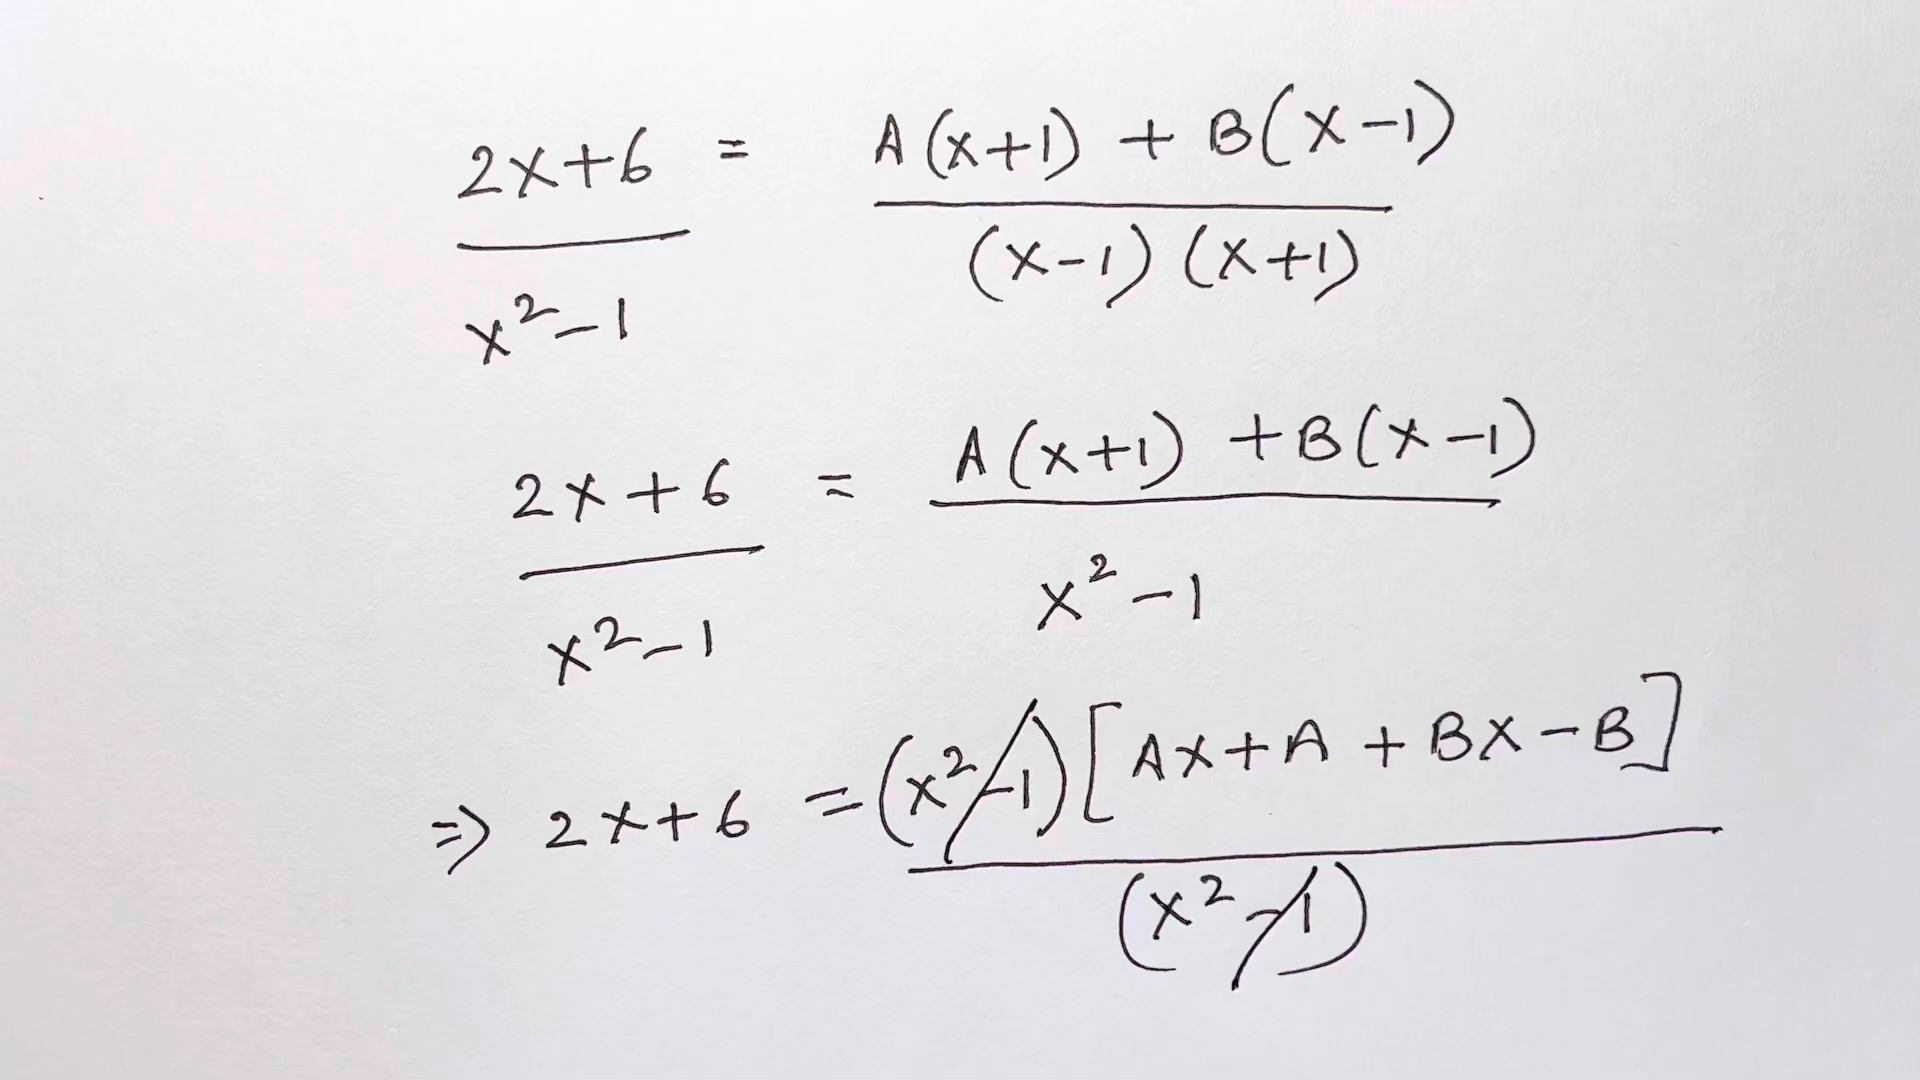 2x+6 = A(x+1) + B(x-1)
x²-1 (x-1) (x+1)
2x+6 = A(x+1) +B(x-1)
x²-1 x²-1
⇒ 2x+6 = (x²-1)[Ax+A + Bx-B]
(x²-1)